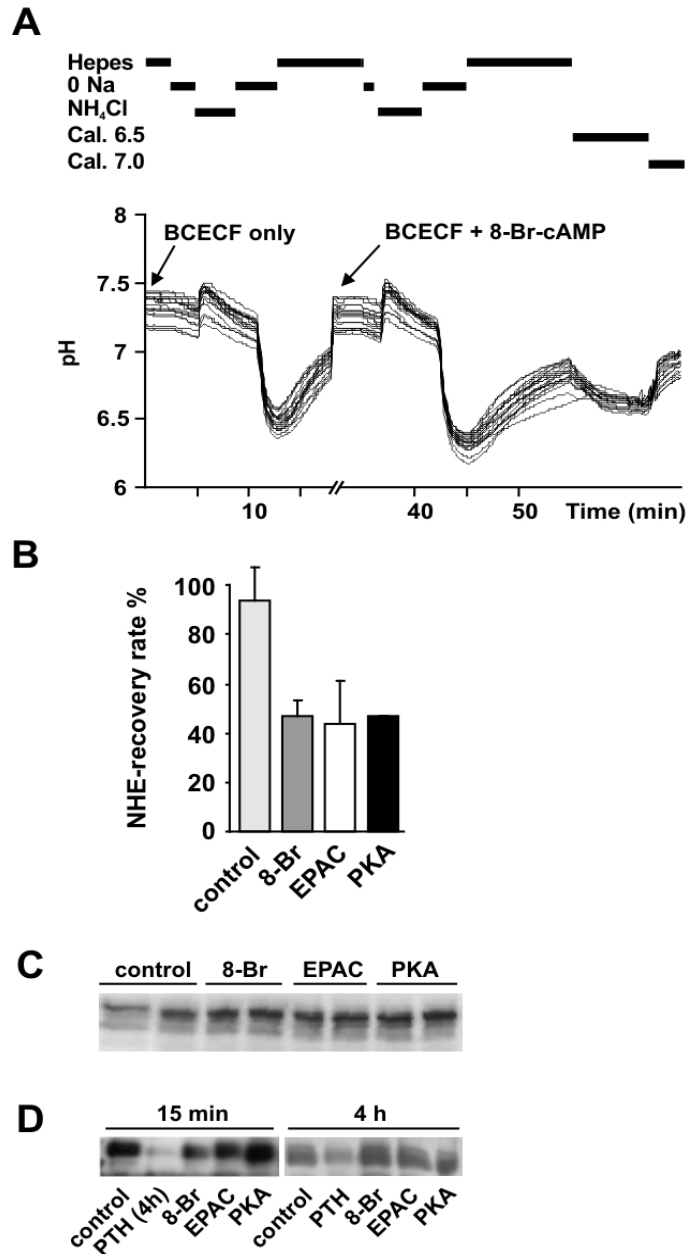 A
Hepes
0 Na
NH₄Cl
Cal. 6.5
Cal. 7.0
8
BCECF only
BCECF + 8-Br-cAMP
7.5
7
pH
6.5
6
10
40
50
Time (min)
B
NHE-recovery rate %
100
80
60
40
20
0
control
8-Br
EPAC
PKA
C
control
8-Br
EPAC
PKA
D
15 min
4 h
control
PTH (4h)
8-Br
EPAC
PKA
control
PTH
8-Br
EPAC
PKA